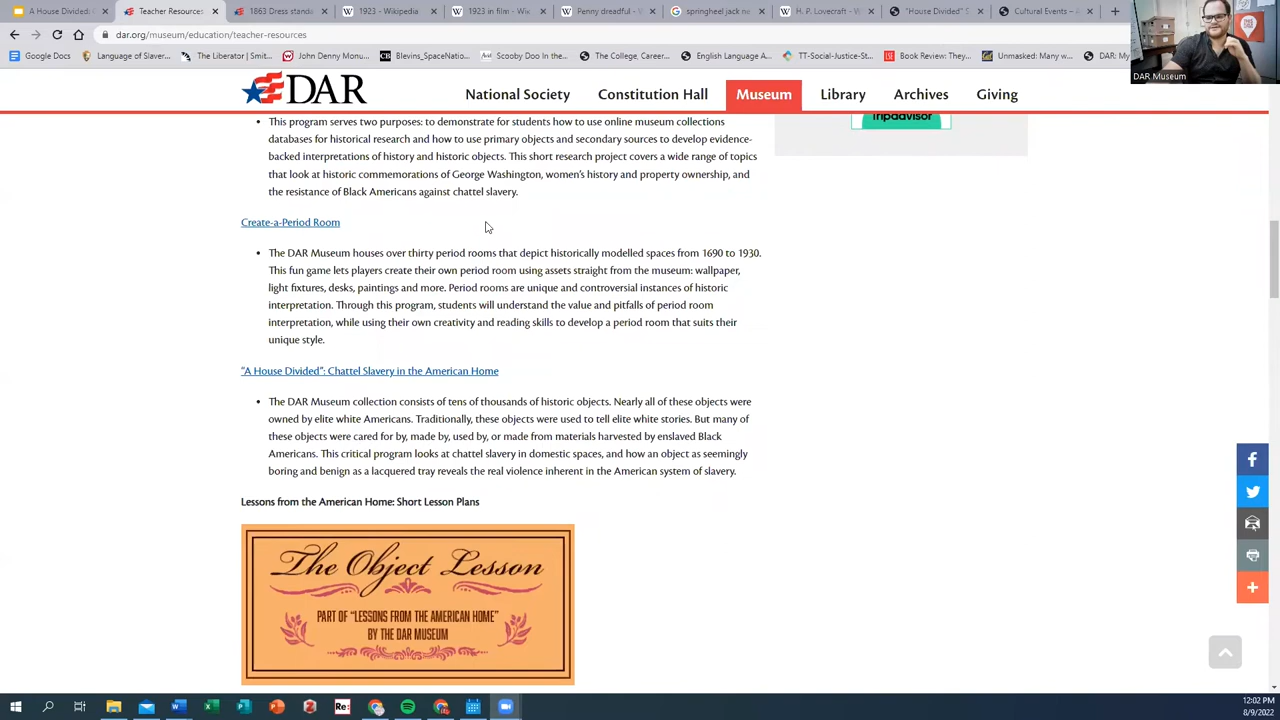 A House Divided: A
Teacher Resources
1863 Dress standa
1923 - Wikipedia
1923 in film - Wi
Penny dreadful - W
springheel jack ne
H. P. Lovecraft - W
"House Divided" S
Cultural Events -
dar.org/museum/education/teacher-resources
Google Docs
Language of Slaver...
The Liberator | Smit...
John Denny Monu...
Blevins_SpaceNatio...
Scooby Doo in the...
The College, Career...
English Language A...
TT-Social-Justice-St...
Book Review: They...
Unmasked: Many w...
DAR: My
DAR Museum
DAR
National Society
Constitution Hall
Museum
Library
Archives
Giving
Tripadvisor
• This program serves two purposes: to demonstrate for students how to use online museum collections
databases for historical research and how to use primary objects and secondary sources to develop evidence-
backed interpretations of history and historic objects. This short research project covers a wide range of topics
that look at historic commemorations of George Washington, women's history and property ownership, and
the resistance of Black Americans against chattel slavery.
Create-a-Period Room
• The DAR Museum houses over thirty period rooms that depict historically modelled spaces from 1690 to 1930.
This fun game lets players create their own period room using assets straight from the museum: wallpaper,
light fixtures, desks, paintings and more. Period rooms are unique and controversial instances of historic
interpretation. Through this program, students will understand the value and pitfalls of period room
interpretation, while using their own creativity and reading skills to develop a period room that suits their
unique style.
"A House Divided": Chattel Slavery in the American Home
• The DAR Museum collection consists of tens of thousands of historic objects. Nearly all of these objects were
owned by elite white Americans. Traditionally, these objects were used to tell elite white stories. But many of
these objects were cared for by, made by, used by, or made from materials harvested by enslaved Black
Americans. This critical program looks at chattel slavery in domestic spaces, and how an object as seemingly
boring and benign as a lacquered tray reveals the real violence inherent in the American system of slavery.
Lessons from the American Home: Short Lesson Plans
The Object Lesson
PART OF "LESSONS FROM THE AMERICAN HOME"
BY THE DAR MUSEUM
Re:
12:02 PM
8/9/2022